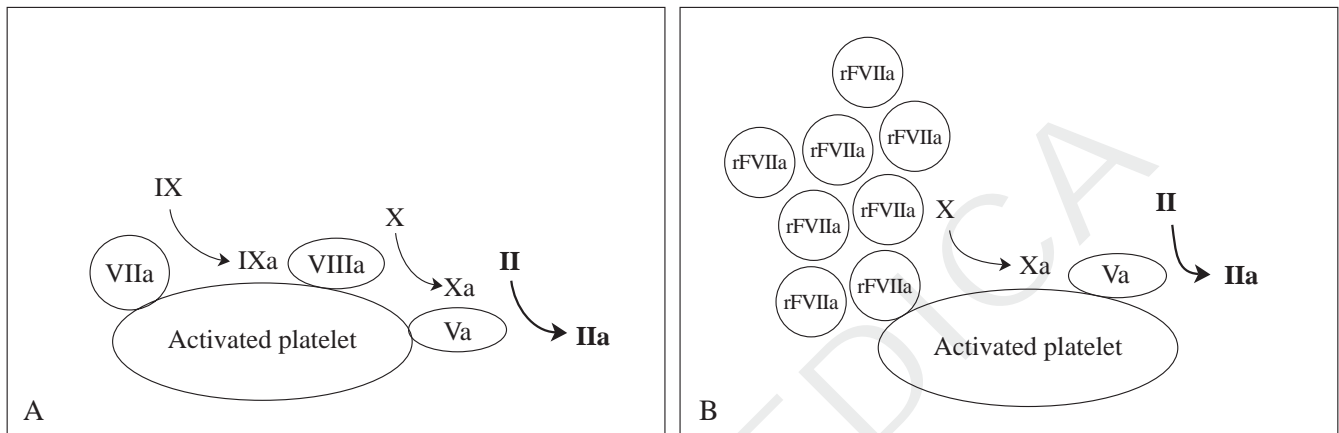 IX
X
VIIa
IXa
VIIIa
II
Xa
Va
IIa
Activated platelet
A
rFVIIa
rFVIIa
rFVIIa
rFVIIa
rFVIIa
rFVIIa
rFVIIa
rFVIIa
X
II
Xa
Va
IIa
Activated platelet
B
EDICA